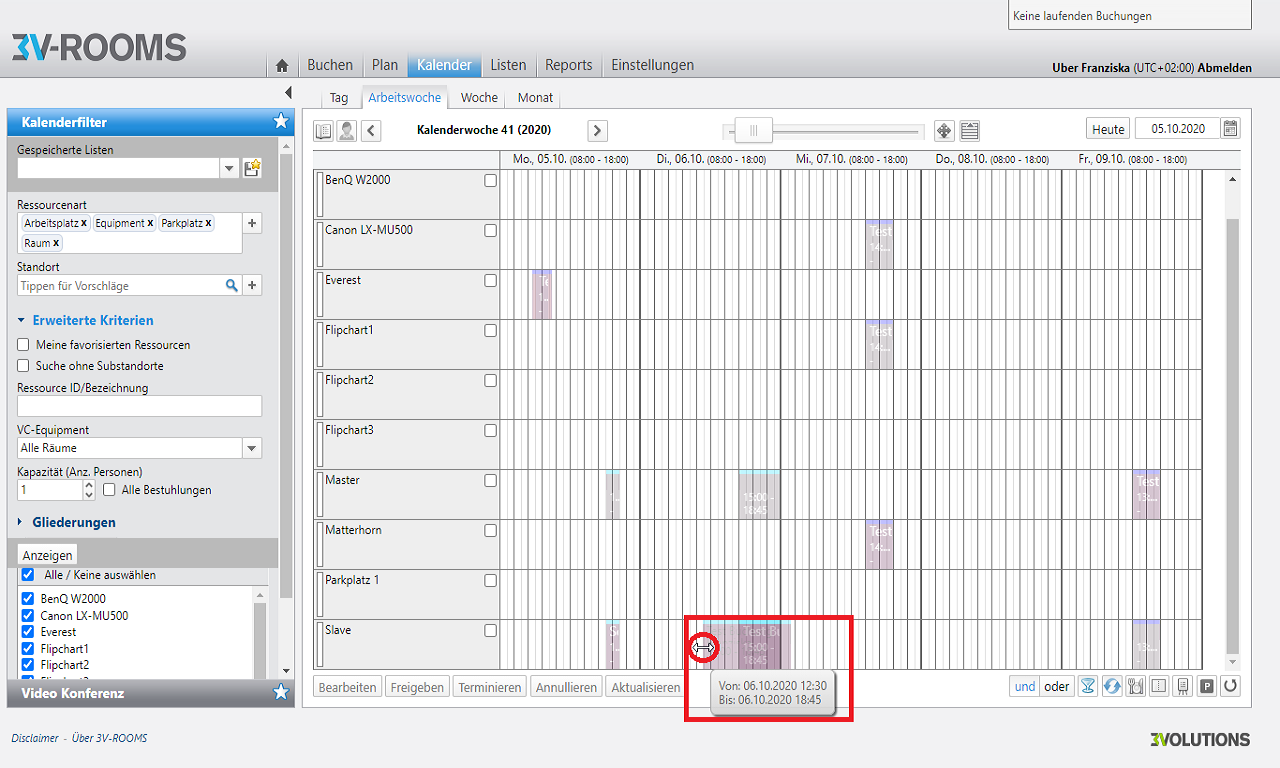 Keine laufenden Buchungen
3V-ROOMS
Buchen Plan Kalender Listen Reports Einstellungen
Uber Franziska (UTC+02:00) Abmelden
Tag Arbeitswoche Woche Monat
Kalenderfilter
Kalenderwoche 41 (2020)
Heute 05.10.2020
Gespeicherte Listen
Mo., 05.10. (08:00 - 18:00) Di., 06.10. (08:00 - 18:00) Mi., 07.10. (08:00 - 18:00) Do., 08.10. (08:00 - 18:00) Fr., 09.10. (08:00 - 18:00)
Ressourcenart
Arbeitsplatz x Equipment x Parkplatz x
Raum x
Standort
Tippen für Vorschläge
Erweiterte Kriterien
Meine favorisierten Ressourcen
Suche ohne Substandorte
Ressource ID/Bezeichnung
VC-Equipment
Alle Räume
Kapazität (Anz. Personen)
1 Alle Bestuhlungen
Gliederungen
Anzeigen
Alle / Keine auswählen
BenQ W2000
Canon LX-MU500
Everest
Flipchart1
Flipchart2
Video Konferenz
BenQ W2000
Canon LX-MU500
Test
14:...
-
Everest
Te
1...
-
Flipchart1
Test
14:...
-
Flipchart2
Flipchart3
Master
1...
-
15:00 -
18:45
Test
13:...
-
Matterhorn
Test
14:...
-
Parkplatz 1
Slave
S
1...
-
Test Bu
15:00 -
18:45
13:...
-
Von: 06.10.2020 12:30
Bis: 06.10.2020 18:45
Bearbeiten Freigeben Terminieren Annullieren Aktualisieren
und oder
P
Disclaimer - Über 3V-ROOMS
3VOLUTIONS